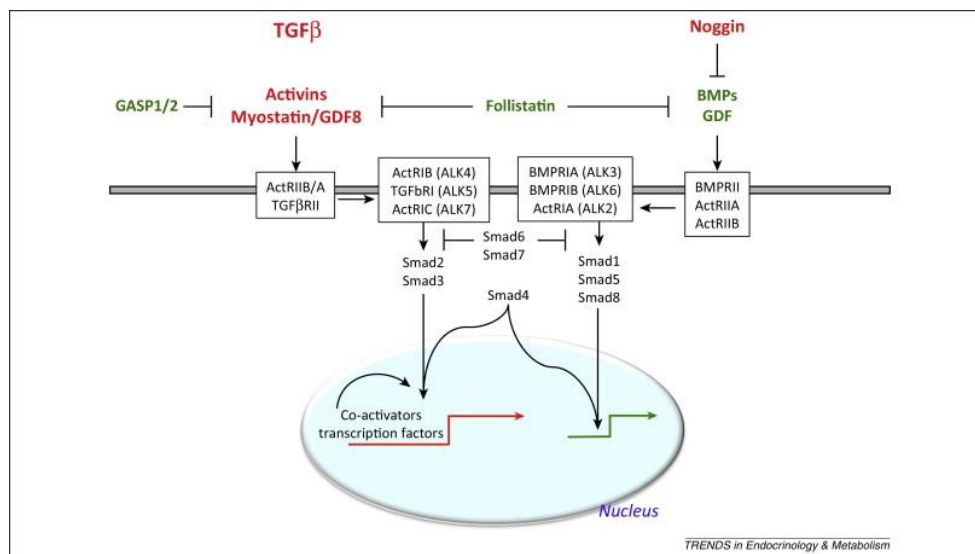 TGFβ
Noggin
GASP1/2
Activins
Myostatin/GDF8
Follistatin
BMPs
GDF
ActRIIB/A
TGFβRII
ActRIB (ALK4)
TGFbRI (ALK5)
ActRIC (ALK7)
BMPRIA (ALK3)
BMPRIB (ALK6)
ActRIA (ALK2)
BMPRII
ActRIIA
ActRIIB
Smad6
Smad7
Smad2
Smad3
Smad1
Smad5
Smad8
Smad4
Co-activators
transcription factors
Nucleus
TRENDS in Endocrinology & Metabolism